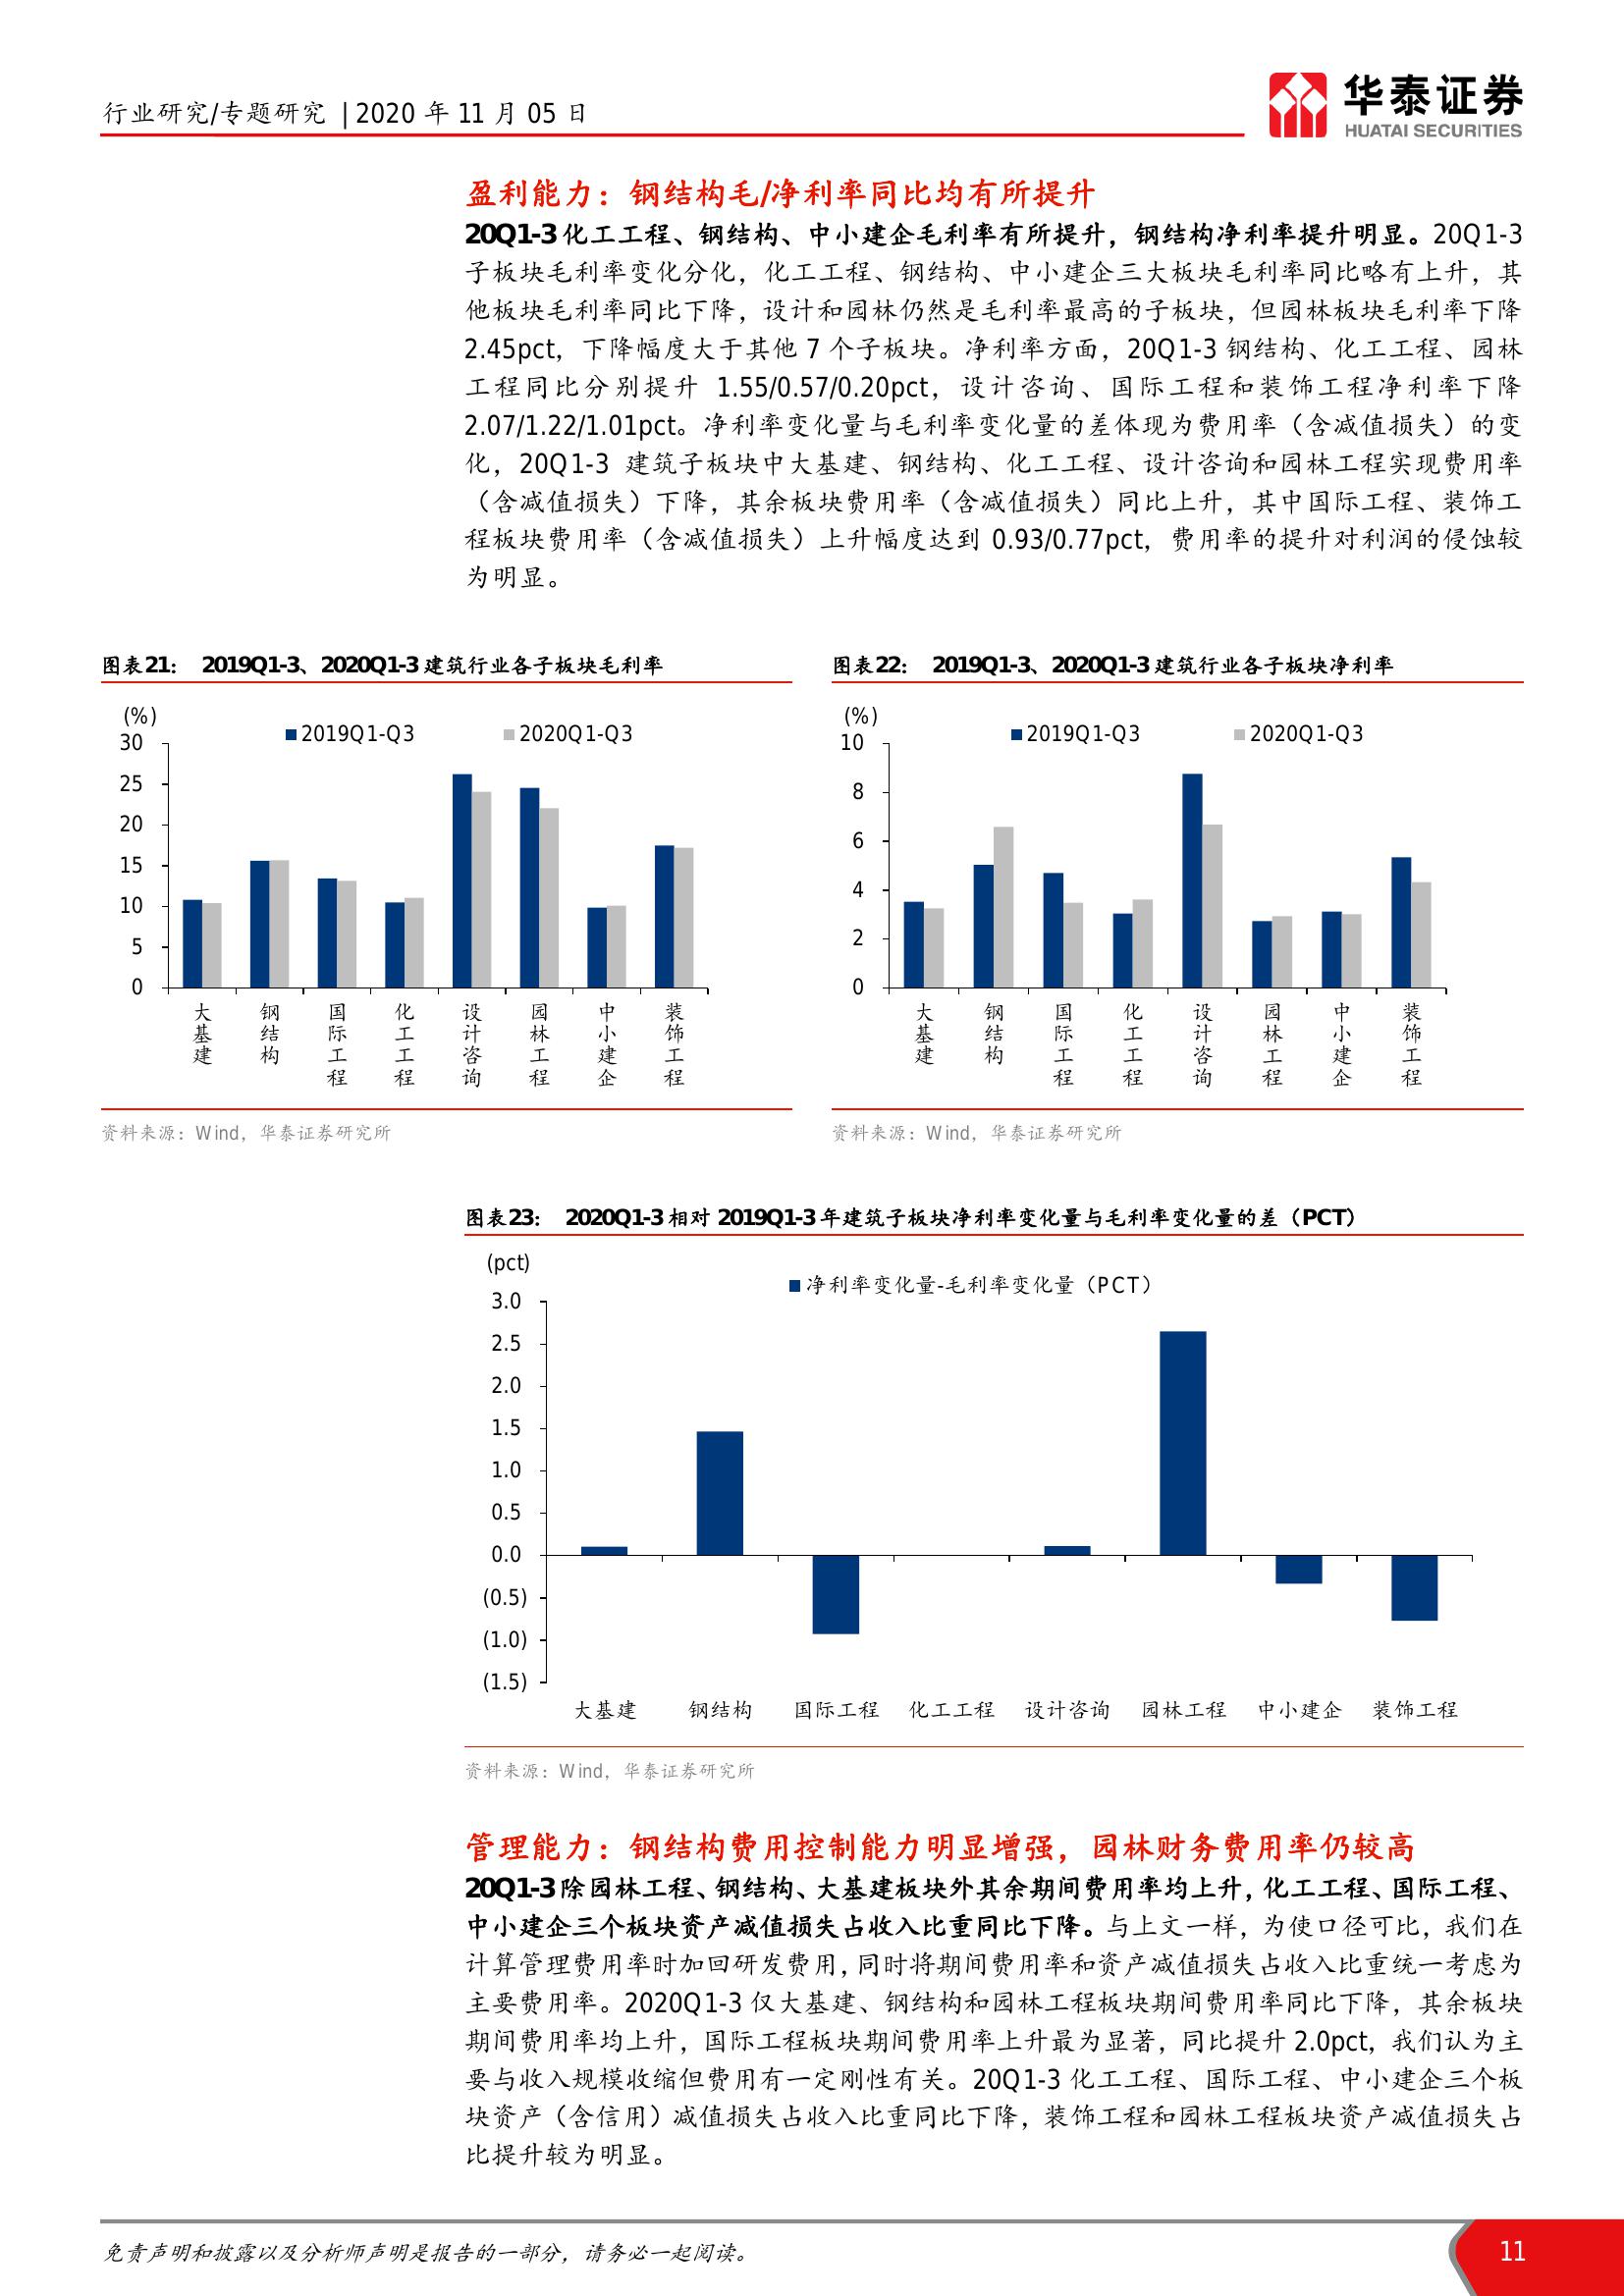 行业研究/专题研究 | 2020 年 11 月 05 日
华泰证券
HUATAI SECURITIES
盈利能力：钢结构毛/净利率同比均有所提升
20Q1-3 化工工程、钢结构、中小建企毛利率有所提升，钢结构净利率提升明显。20Q1-3
子板块毛利率变化分化，化工工程、钢结构、中小建企三大板块毛利率同比略有上升，其
他板块毛利率同比下降，设计和园林仍然是毛利率最高的子板块，但园林板块毛利率下降
2.45pct，下降幅度大于其他 7 个子板块。净利率方面，20Q1-3 钢结构、化工工程、园林
工程同比分别提升 1.55/0.57/0.20pct，设计咨询、国际工程和装饰工程净利率下降
2.07/1.22/1.01pct。净利率变化量与毛利率变化量的差体现为费用率（含减值损失）的变
化，20Q1-3 建筑子板块中大基建、钢结构、化工工程、设计咨询和园林工程实现费用率
（含减值损失）下降，其余板块费用率（含减值损失）同比上升，其中国际工程、装饰工
程板块费用率（含减值损失）上升幅度达到 0.93/0.77pct，费用率的提升对利润的侵蚀较
为明显。
图表21： 2019Q1-3、2020Q1-3 建筑行业各子板块毛利率
(%)
2019Q1-Q3 2020Q1-Q3
30
25
20
15
10
5
0
大基建 钢结构 国际工程 化工工程 设计咨询 园林工程 中小建企 装饰工程
资料来源：Wind，华泰证券研究所
图表22： 2019Q1-3、2020Q1-3 建筑行业各子板块净利率
(%)
2019Q1-Q3 2020Q1-Q3
10
8
6
4
2
0
大基建 钢结构 国际工程 化工工程 设计咨询 园林工程 中小建企 装饰工程
资料来源：Wind，华泰证券研究所
图表23： 2020Q1-3 相对 2019Q1-3 年建筑子板块净利率变化量与毛利率变化量的差（PCT）
(pct)
净利率变化量-毛利率变化量（PCT）
3.0
2.5
2.0
1.5
1.0
0.5
0.0
(0.5)
(1.0)
(1.5)
大基建 钢结构 国际工程 化工工程 设计咨询 园林工程 中小建企 装饰工程
资料来源：Wind，华泰证券研究所
管理能力：钢结构费用控制能力明显增强，园林财务费用率仍较高
20Q1-3 除园林工程、钢结构、大基建板块外其余期间费用率均上升，化工工程、国际工程、
中小建企三个板块资产减值损失占收入比重同比下降。与上文一样，为使口径可比，我们在
计算管理费用率时加回研发费用，同时将期间费用率和资产减值损失占收入比重统一考虑为
主要费用率。2020Q1-3 仅大基建、钢结构和园林工程板块期间费用率同比下降，其余板块
期间费用率均上升，国际工程板块期间费用率上升最为显著，同比提升 2.0pct，我们认为主
要与收入规模收缩但费用有一定刚性有关。20Q1-3 化工工程、国际工程、中小建企三个板
块资产（含信用）减值损失占收入比重同比下降，装饰工程和园林工程板块资产减值损失占
比提升较为明显。
免责声明和披露以及分析师声明是报告的一部分，请务必一起阅读。
11